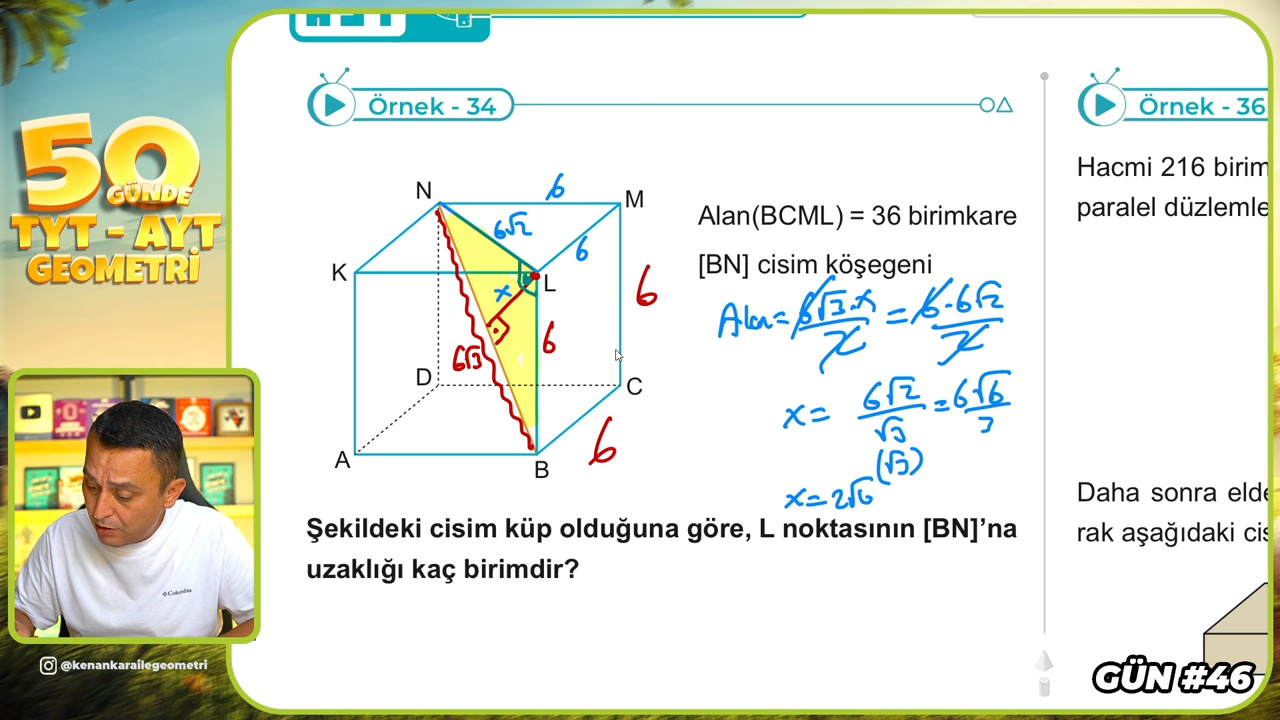 50
GÜNDE
TYT - AYT
GEOMETRİ
Örnek - 34
N
6
M
6√2
6
K
L
x
6
6
6√3
D
C
A
B
6
Alan(BCML) = 36 birimkare
[BN] cisim köşegeni
Alan = 6√3·x/2 = 6·6√2/2
x = 6√2/√3 = 6√6/3
(√3)
x = 2√6
Şekildeki cisim küp olduğuna göre, L noktasının [BN]’na
uzaklığı kaç birimdir?
Örnek - 36
Hacmi 216 birim
paralel düzlemle
Daha sonra elde
rak aşağıdaki cis
Columbia
@kenankarailegeometri
GÜN #46